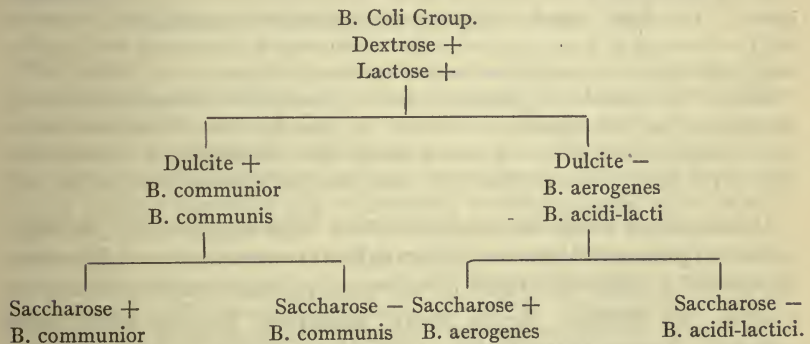 B. Coli Group.
Dextrose +
Lactose +
Dulcite +
B. communior
B. communis
Dulcite —
B. aerogenes
B. acidi-lacti
Saccharose +
B. communior
Saccharose —
B. communis
Saccharose +
B. aerogenes
Saccharose —
B. acidi-lactici.